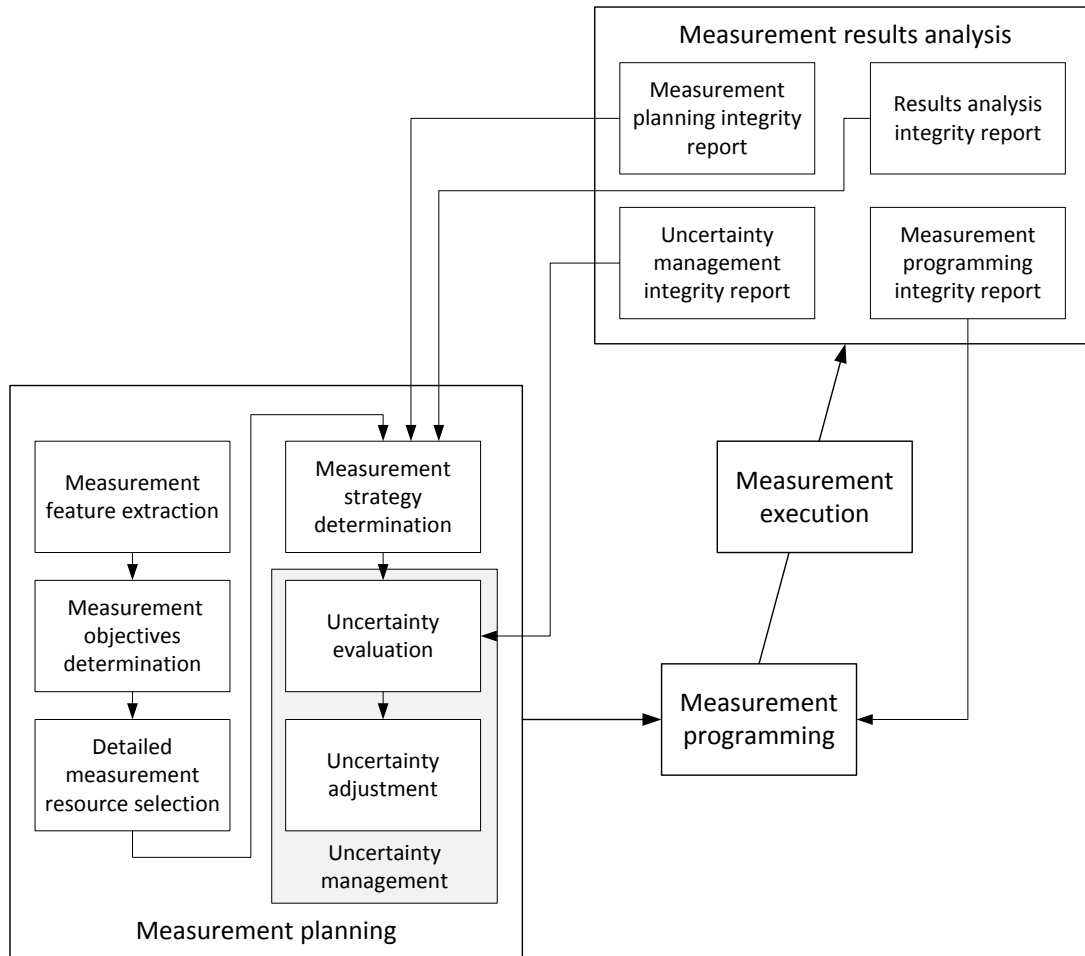 Measurement results analysis
Measurement
planning integrity
report
Results analysis
integrity report
Uncertainty
management
integrity report
Measurement
programming
integrity report
Measurement
feature extraction
Measurement
strategy
determination
Measurement
execution
Measurement
objectives
determination
Uncertainty
evaluation
Measurement
programming
Detailed
measurement
resource selection
Uncertainty
adjustment
Uncertainty
management
Measurement planning